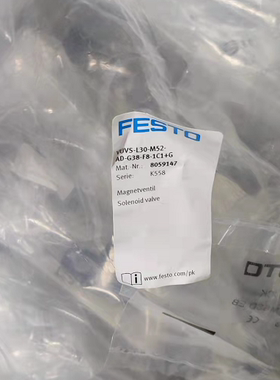 FESTO
VUVS-L30-M52-
AD-G38-F8-1C1+G
Mat.-Nr.: 8059147
Serie: K558
Magnetventil
Solenoid valve
www.festo.com/pk